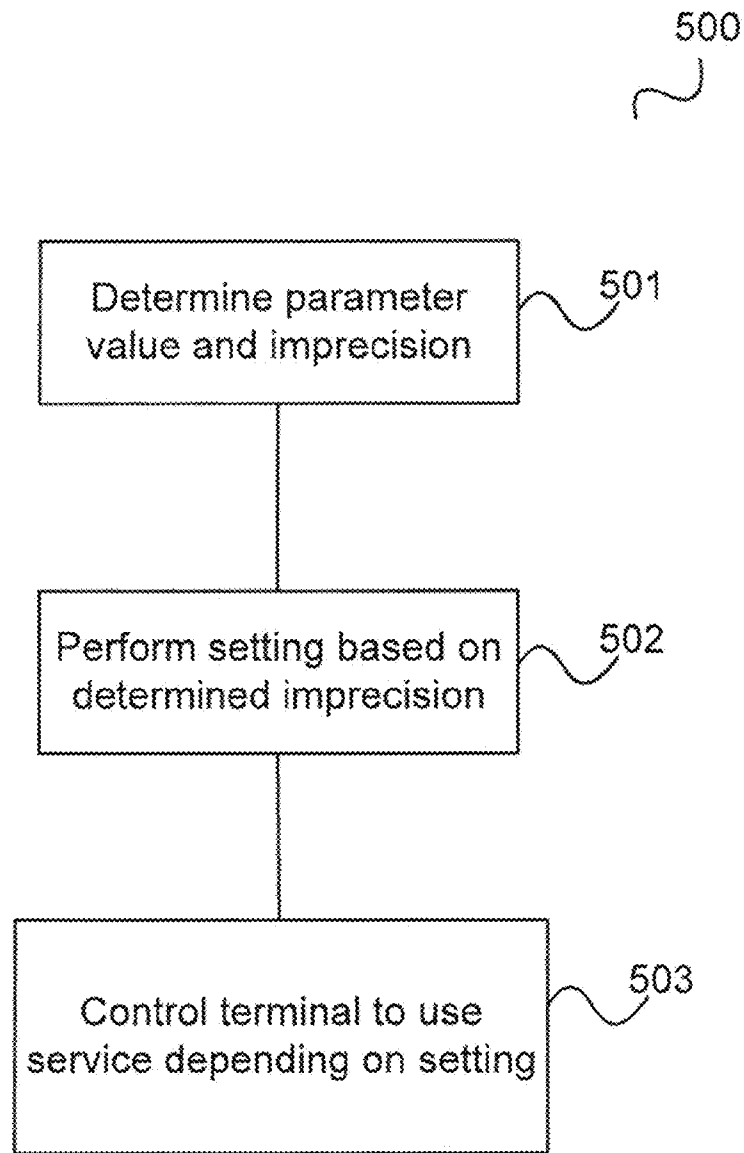 500
Determine parameter
value and imprecision
501
Perform setting based on
determined imprecision
502
Control terminal to use
service depending on setting
503